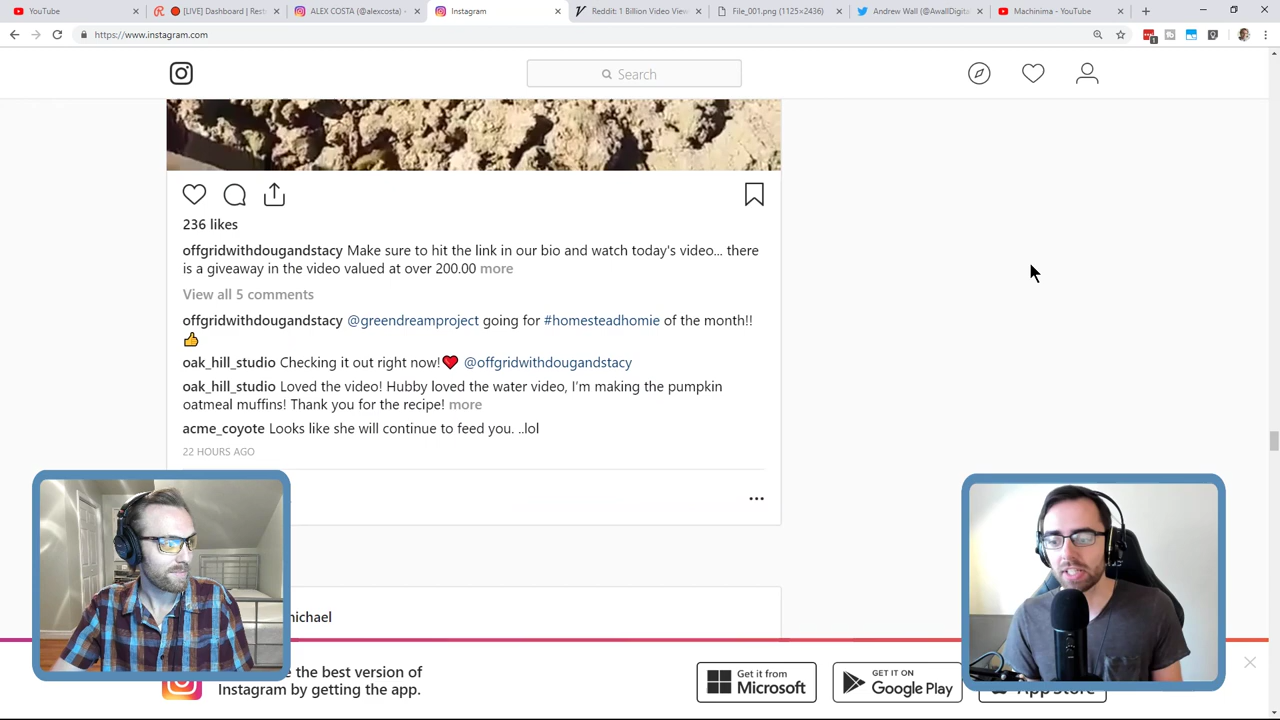 YouTube
[LIVE] Dashboard | Rest
ALEX COSTA (@alexcosta)
Instagram
Reddit: 1 Billion Video View
File_001.png (1125×2436)
Andrew Wall (@AwallDigita
Machinima - YouTube
https://www.instagram.com
1
Search
236 likes
offgridwithdougandstacy Make sure to hit the link in our bio and watch today's video... there
is a giveaway in the video valued at over 200.00 more
View all 5 comments
offgridwithdougandstacy @greendreamproject going for #homesteadhomie of the month!!
👍
oak_hill_studio Checking it out right now!❤ @offgridwithdougandstacy
oak_hill_studio Loved the video! Hubby loved the water video, I'm making the pumpkin
oatmeal muffins! Thank you for the recipe! more
acme_coyote Looks like she will continue to feed you. ..lol
22 HOURS AGO
michael
the best version of
Instagram by getting the app.
Get it from
Microsoft
GET IT ON
Google Play
App Store